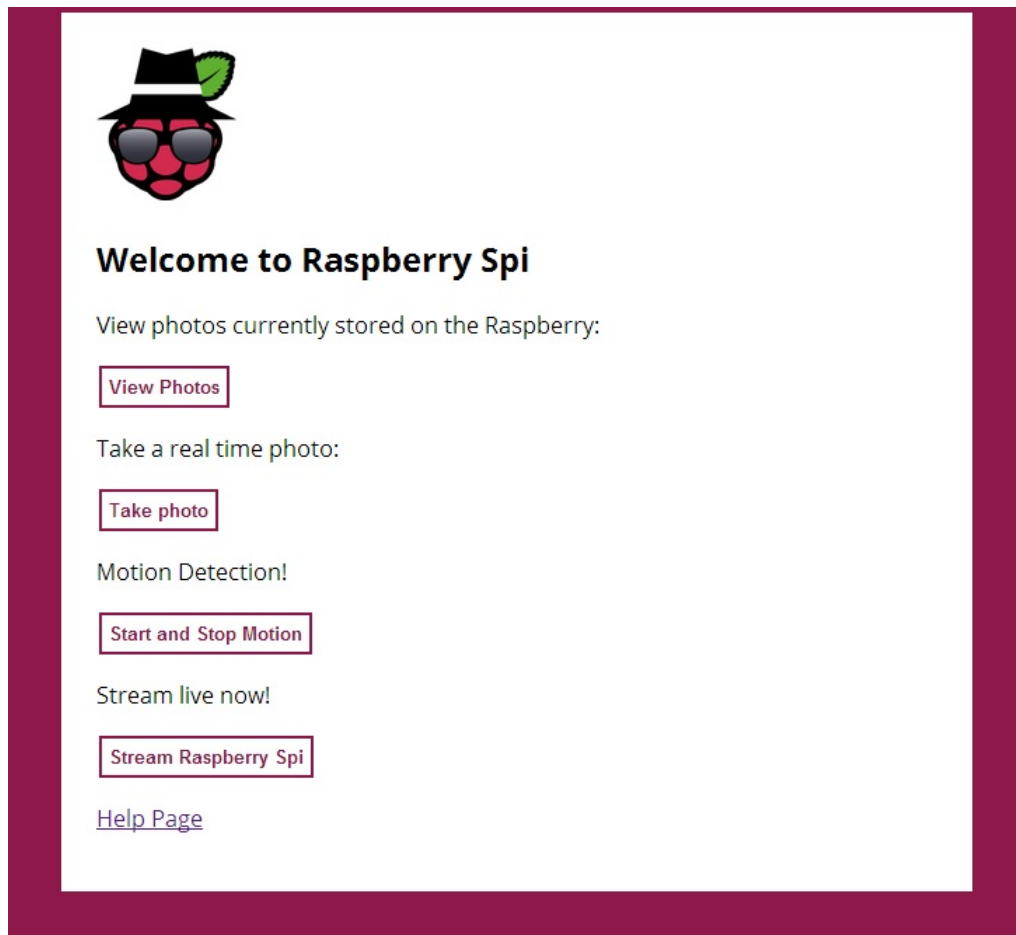 Welcome to Raspberry Spi
View photos currently stored on the Raspberry:
View Photos
Take a real time photo:
Take photo
Motion Detection!
Start and Stop Motion
Stream live now!
Stream Raspberry Spi
Help Page